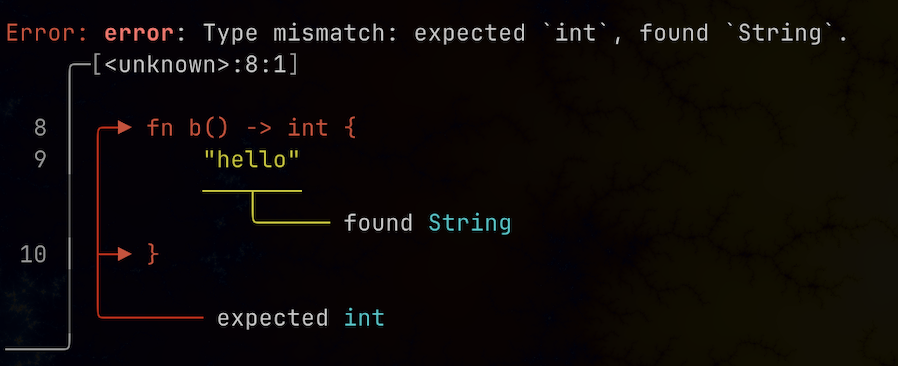 Error: error: Type mismatch: expected `int`, found `String`.
[<unknown>:8:1]
8 fn b() -> int {
9 "hello"
found String
10 }
expected int